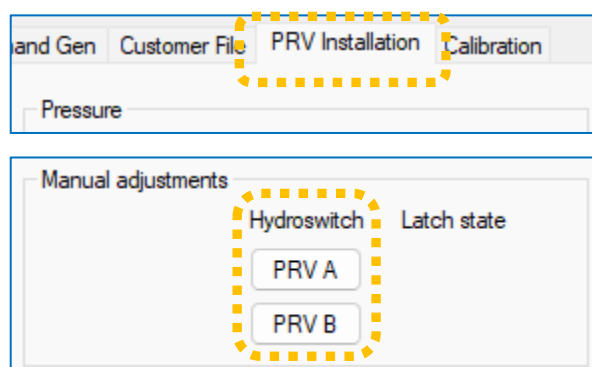 and Gen Customer File PRV Installation Calibration
Pressure
Manual adjustments
Hydroswitch Latch state
PRV A
PRV B